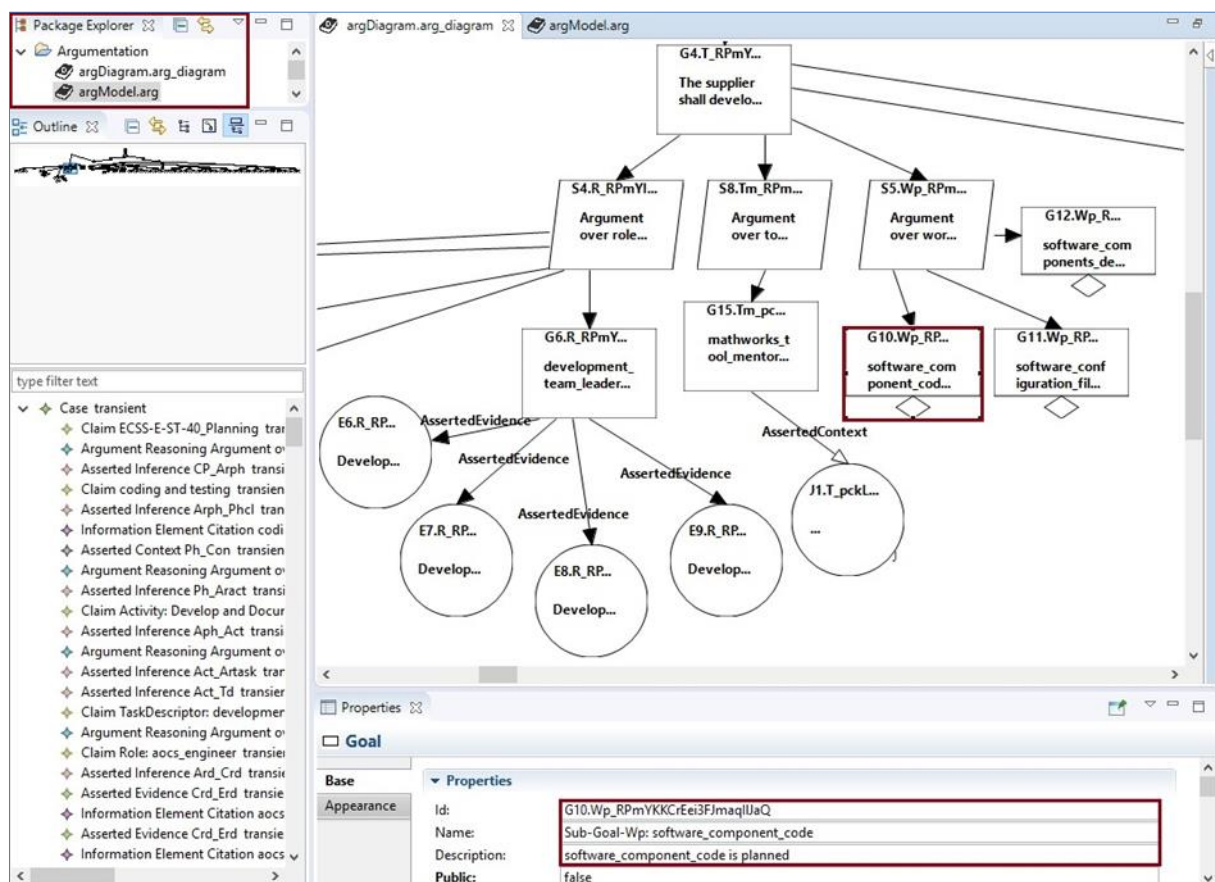 Package Explorer
Argumentation
argDiagram.arg_diagram
argModel.arg
Outline
type filter text
Case transient
Claim ECSS-E-ST-40_Planning tran
Argument Reasoning Argument ov
Asserted Inference CP_Arph transi
Claim coding and testing transien
Asserted Inference Arph_Phcl tran
Information Element Citation codi
Asserted Context Ph_Con transien
Argument Reasoning Argument ov
Asserted Inference Ph_Aract transi
Claim Activity: Develop and Docur
Asserted Inference Aph_Act transi
Argument Reasoning Argument ov
Asserted Inference Act_Artask tran
Asserted Inference Act_Td transier
Claim TaskDescriptor: developmer
Argument Reasoning Argument ov
Claim Role: aocs_engineer transier
Asserted Inference Ard_Crd transie
Asserted Evidence Crd_Erd transie
Information Element Citation aocs
Asserted Evidence Crd_Erd transie
Information Element Citation aocs
argDiagram.arg_diagram
argModel.arg
G4.T_RPmY...
The supplier
shall develo...
S4.R_RPmYI...
Argument
over role...
S8.Tm_RPm...
Argument
over to...
S5.Wp_RPm...
Argument
over wor...
G12.Wp_R...
software_com
ponents_de...
G6.R_RPmY...
development_
team_leader...
G15.Tm_pc...
mathworks_t
ool_mentor...
G10.Wp_RP...
software_com
ponent_cod...
G11.Wp_RP...
software_conf
iguration_fil...
E6.R_RP...
Develop...
AssertedEvidence
AssertedEvidence
AssertedEvidence
AssertedEvidence
AssertedContext
E7.R_RP...
Develop...
E8.R_RP...
Develop...
E9.R_RP...
Develop...
J1.T_pckL...
...
Properties
Goal
Base
Appearance
Properties
Id:
G10.Wp_RPmYKKCrEei3FJmaqIlJaQ
Name:
Sub-Goal-Wp: software_component_code
Description:
software_component_code is planned
Public:
false